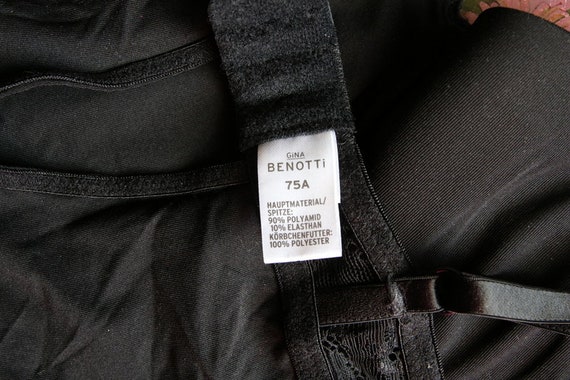 GiNA
BENOTTi
75A
HAUPTMATERIAL/
SPITZE:
90% POLYAMID
10% ELASTHAN
KÖRBCHENFUTTER:
100% POLYESTER